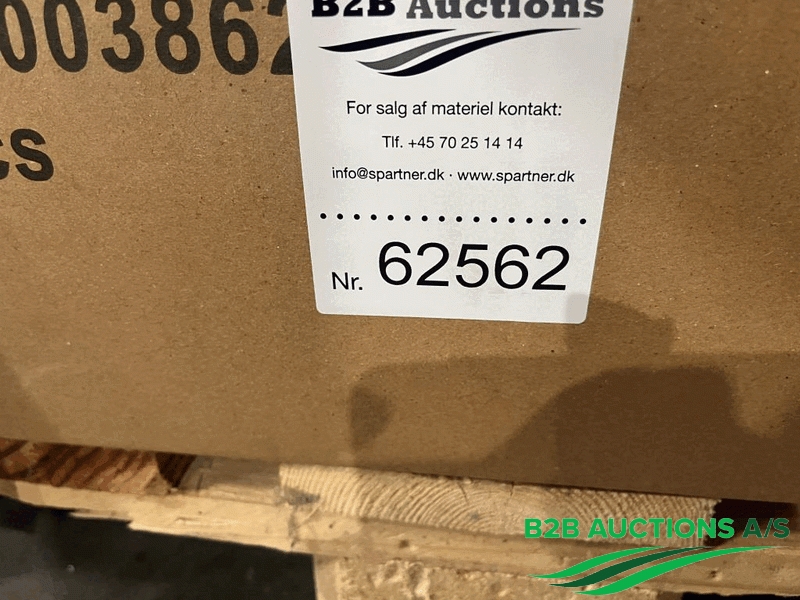 B2B Auctions
003862
cs
For salg af materiel kontakt:
Tlf. +45 70 25 14 14
info@spartner.dk · www.spartner.dk
Nr. 62562
B2B AUCTIONS A/S